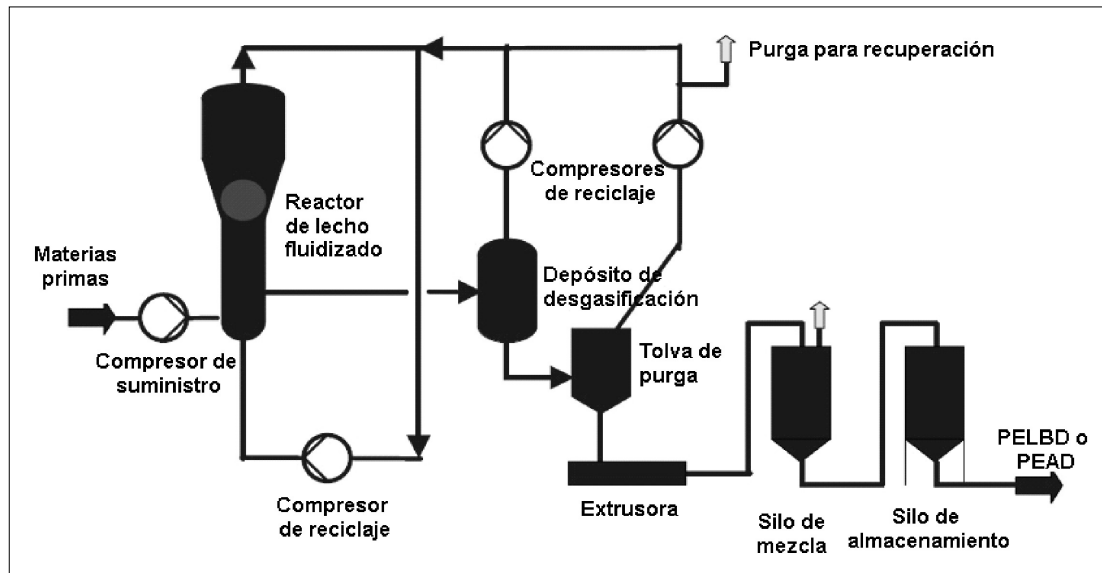 Purga para recuperación
Compresores
de reciclaje
Reactor
de lecho
fluidizado
Materias
primas
Depósito de
desgasificación
Compresor de
suministro
Tolva de
purga
PELBD o
PEAD
Extrusora
Compresor
de reciclaje
Silo de
mezcla
Silo de
almacenamiento